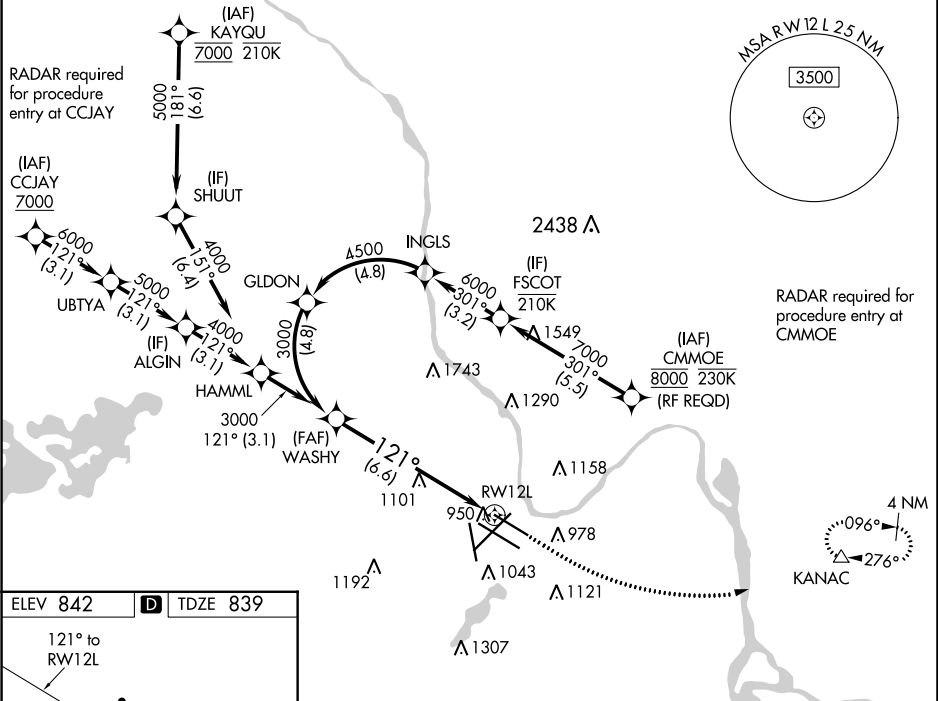 (IAF)
KAYQU
7000 210K
MSA RW12L 25 NM
3500
RADAR required
for procedure
entry at CCJAY
5000
181°
(6.6)
(IAF)
CCJAY
7000
(IF)
SHUUT
6000
121°
(3.1)
UBTYA
5000
121°
(3.1)
4000
151°
(6.4)
(IF)
ALGIN
4000
121°
(3.1)
HAMML
3000
121° (3.1)
GLDON
4500
(4.8)
INGLS
3000
(4.8)
2438
(IF)
FSCOT
210K
6000
301°
(3.2)
1549
7000
301°
(5.5)
(IAF)
CMMOE
8000 230K
(RF REQD)
RADAR required for
procedure entry at
CMMOE
1743
1290
(FAF)
WASHY
121°
(6.6)
1101
1158
RW12L
950
978
1043
1121
1192
1307
4 NM
096°
276°
KANAC
ELEV 842 D TDZE 839
121° to
RW12L